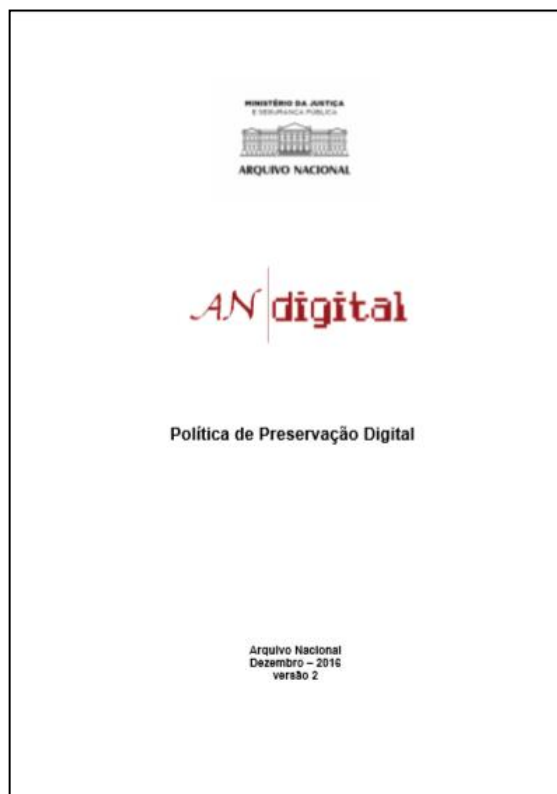 MINISTÉRIO DA JUSTIÇA
E SEGURANÇA PÚBLICA
ARQUIVO NACIONAL
AN digital
Política de Preservação Digital
Arquivo Nacional
Dezembro – 2016
versão 2